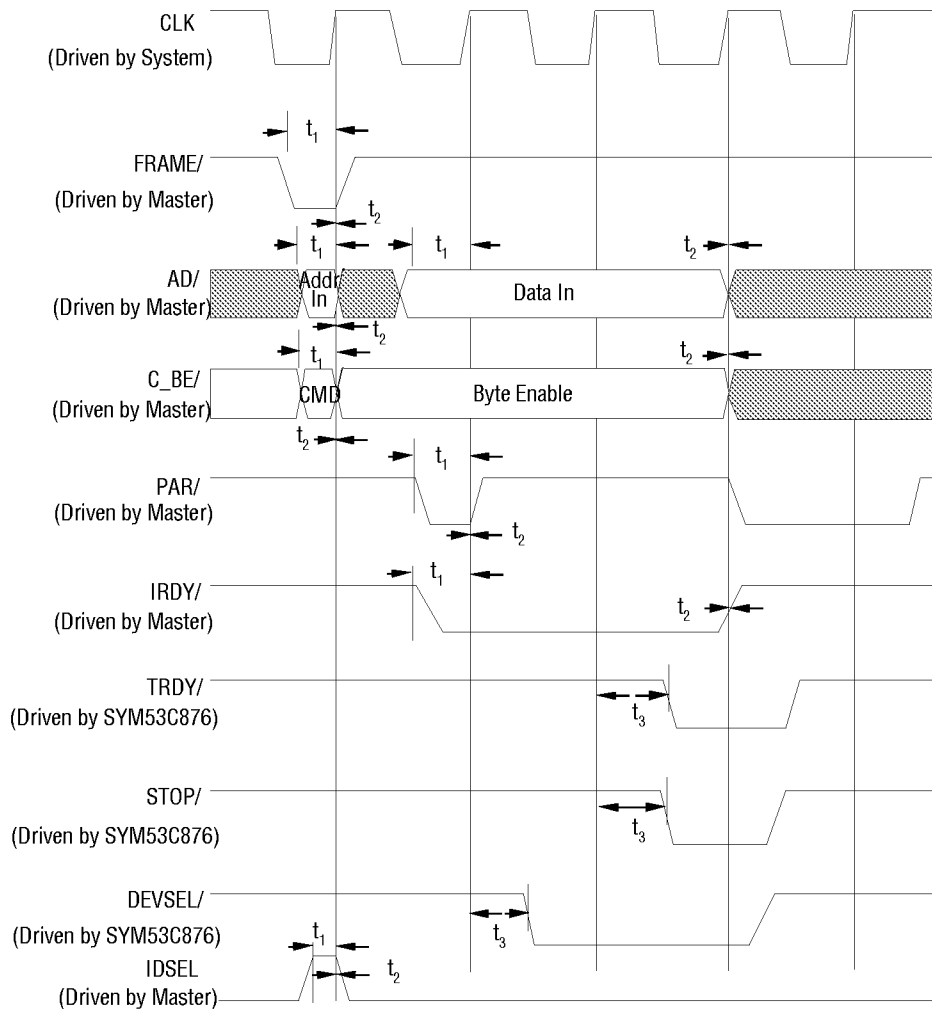 CLK
(Driven by System)
t1
FRAME/
(Driven by Master)
t2
t1
t1
t2
AD/
(Driven by Master)
Addr
In
Data In
t2
t1
t2
C_BE/
(Driven by Master)
CMD
Byte Enable
t2
t1
PAR/
(Driven by Master)
t2
t1
IRDY/
(Driven by Master)
t2
TRDY/
(Driven by SYM53C876)
t3
STOP/
(Driven by SYM53C876)
t3
DEVSEL/
(Driven by SYM53C876)
t3
t1
IDSEL
(Driven by Master)
t2